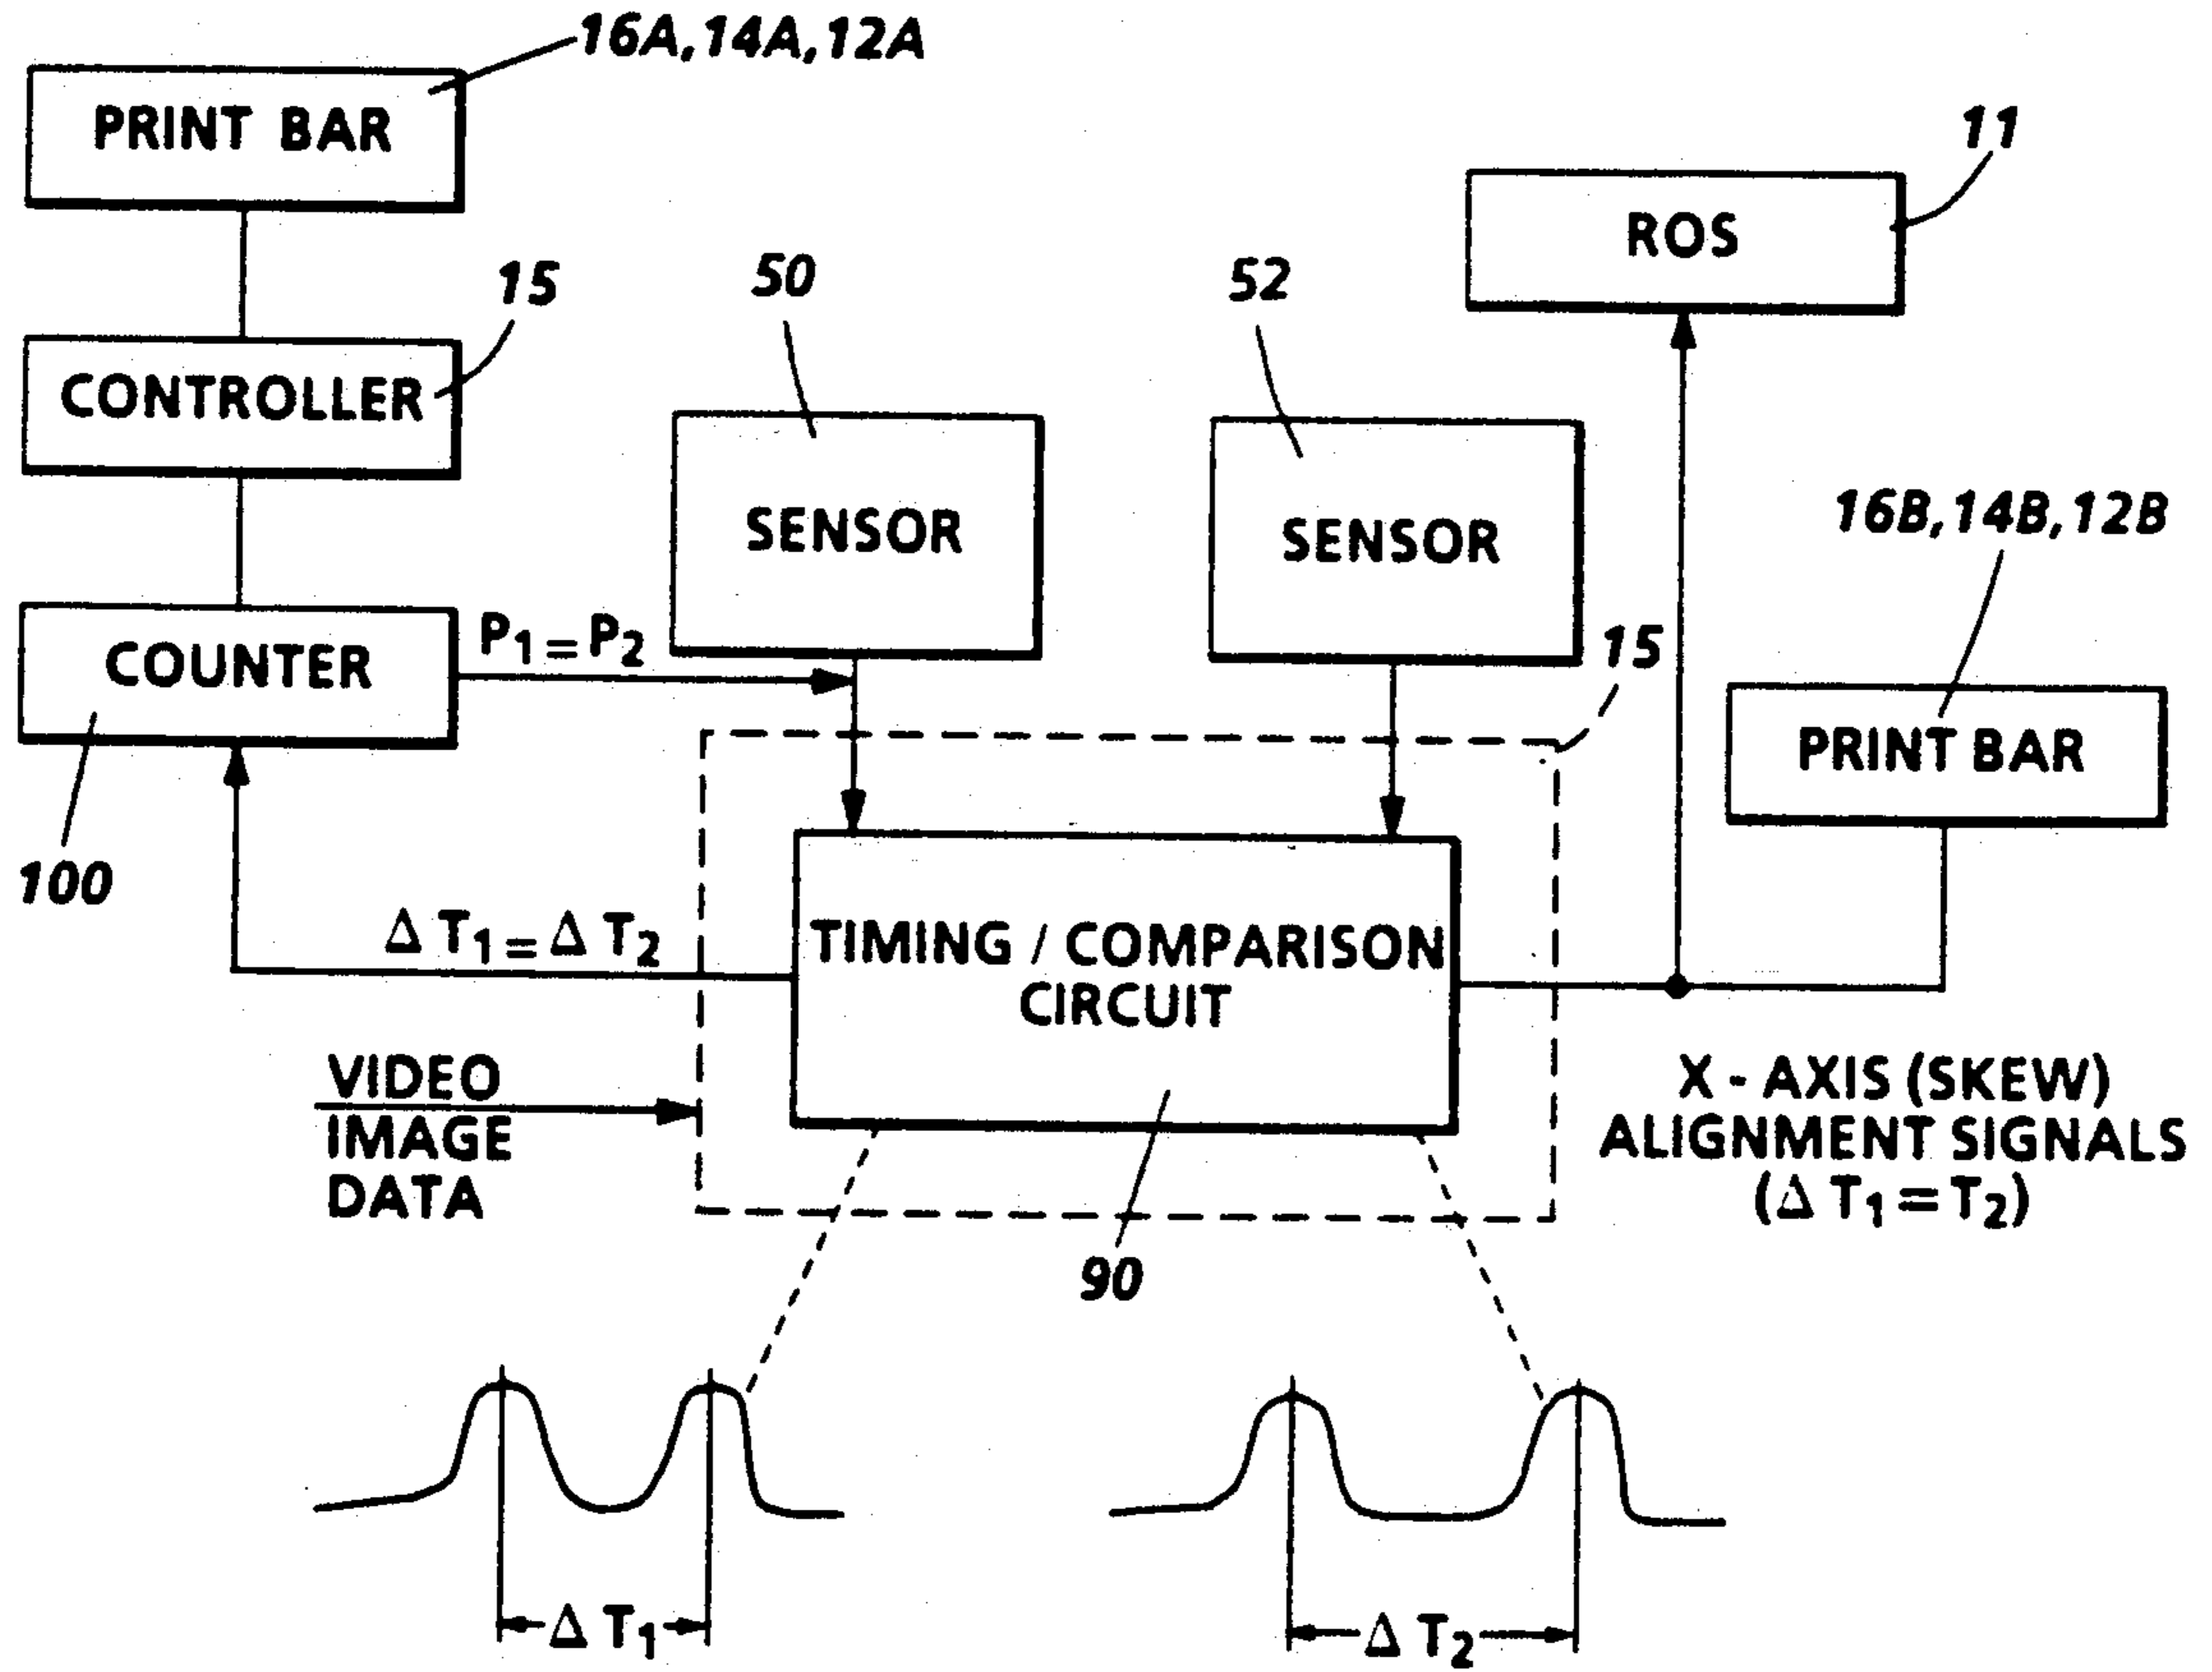 16A,14A,12A
PRINT BAR
11
ROS
15
50
52
CONTROLLER
16B,14B,12B
SENSOR
SENSOR
P1=P2
15
COUNTER
PRINT BAR
100
Δ T1=Δ T2
TIMING / COMPARISON
CIRCUIT
VIDEO
IMAGE
DATA
X - AXIS (SKEW)
ALIGNMENT SIGNALS
(Δ T1=T2)
90
Δ T1
Δ T2